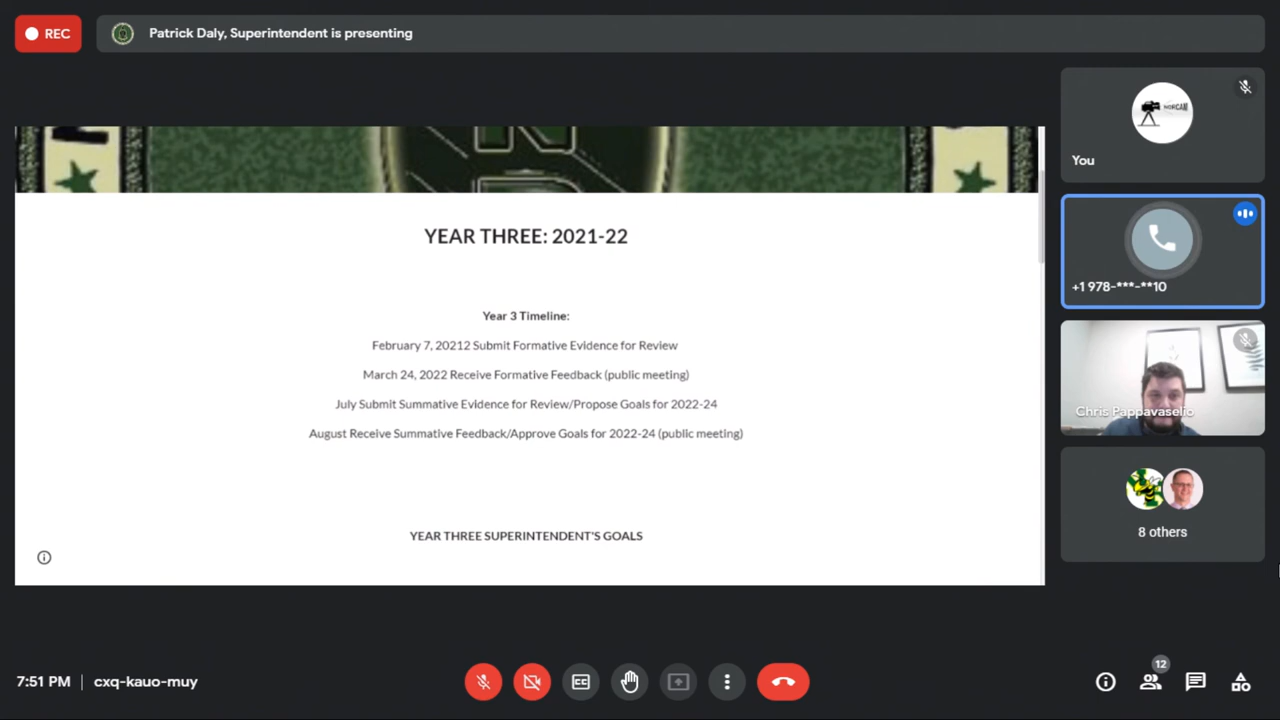 REC
Patrick Daly, Superintendent is presenting
NORCAM
You
YEAR THREE: 2021-22
Year 3 Timeline:
February 7, 20212 Submit Formative Evidence for Review
March 24, 2022 Receive Formative Feedback (public meeting)
July Submit Summative Evidence for Review/Propose Goals for 2022-24
August Receive Summative Feedback/Approve Goals for 2022-24 (public meeting)
YEAR THREE SUPERINTENDENT'S GOALS
+1 978-***-**10
Chris Pappavaselio
8 others
7:51 PM | cxq-kauo-muy
CC
12